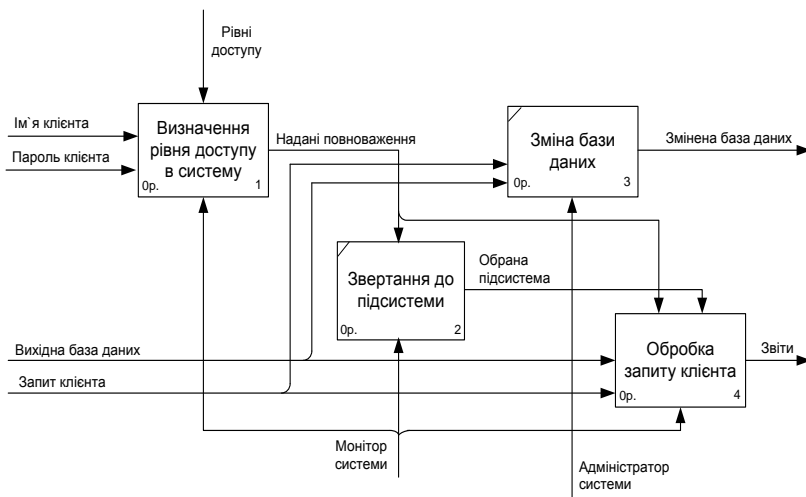 Рівні
доступу
Ім`я клієнта
Пароль клієнта
Визначення
рівня доступу
в систему
0р.
1
Надані повноваження
Зміна бази
даних
0р.
3
Змінена база даних
Звертання до
підсистеми
0р.
2
Обрана
підсистема
Вихідна база даних
Запит клієнта
Обробка
запиту клієнта
0р.
4
Звіти
Монітор
системи
Адміністратор
системи